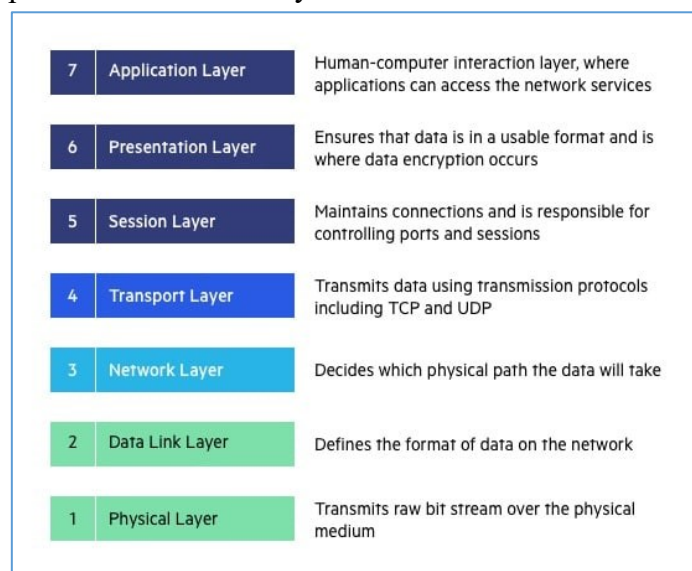 7 Application Layer Human-computer interaction layer, where
applications can access the network services
6 Presentation Layer Ensures that data is in a usable format and is
where data encryption occurs
5 Session Layer Maintains connections and is responsible for
controlling ports and sessions
4 Transport Layer Transmits data using transmission protocols
including TCP and UDP
3 Network Layer Decides which physical path the data will take
2 Data Link Layer Defines the format of data on the network
1 Physical Layer Transmits raw bit stream over the physical
medium